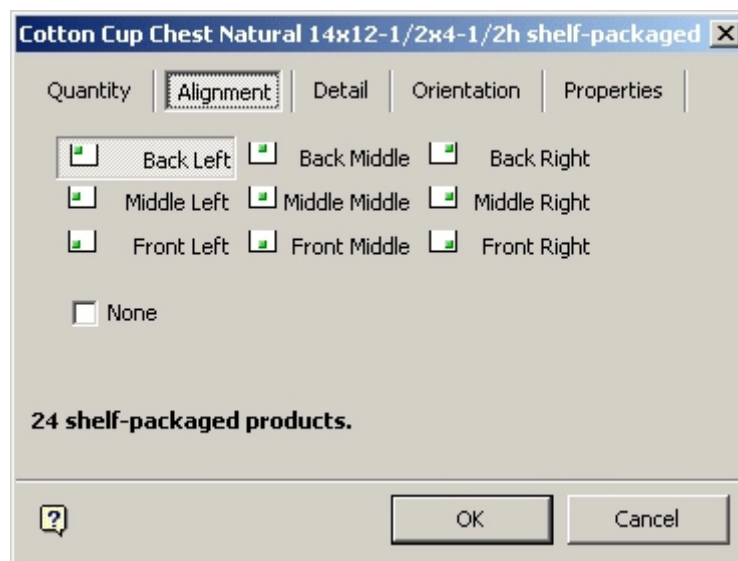 Cotton Cup Chest Natural 14x12-1/2x4-1/2h shelf-packaged
Quantity Alignment Detail Orientation Properties
Back Left Back Middle Back Right
Middle Left Middle Middle Middle Right
Front Left Front Middle Front Right
None
24 shelf-packaged products.
? OK Cancel